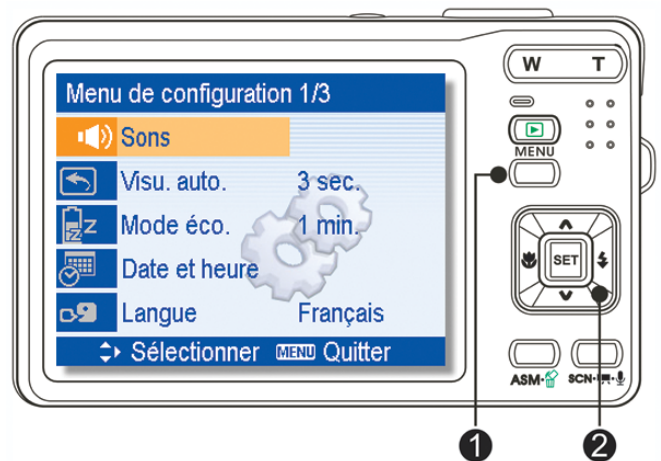 Menu de configuration 1/3
Sons
Visu. auto. 3 sec.
Mode éco. 1 min.
Date et heure
Langue Français
Sélectionner MENU Quitter
W T
MENU
SET
ASM
SCN
1 2